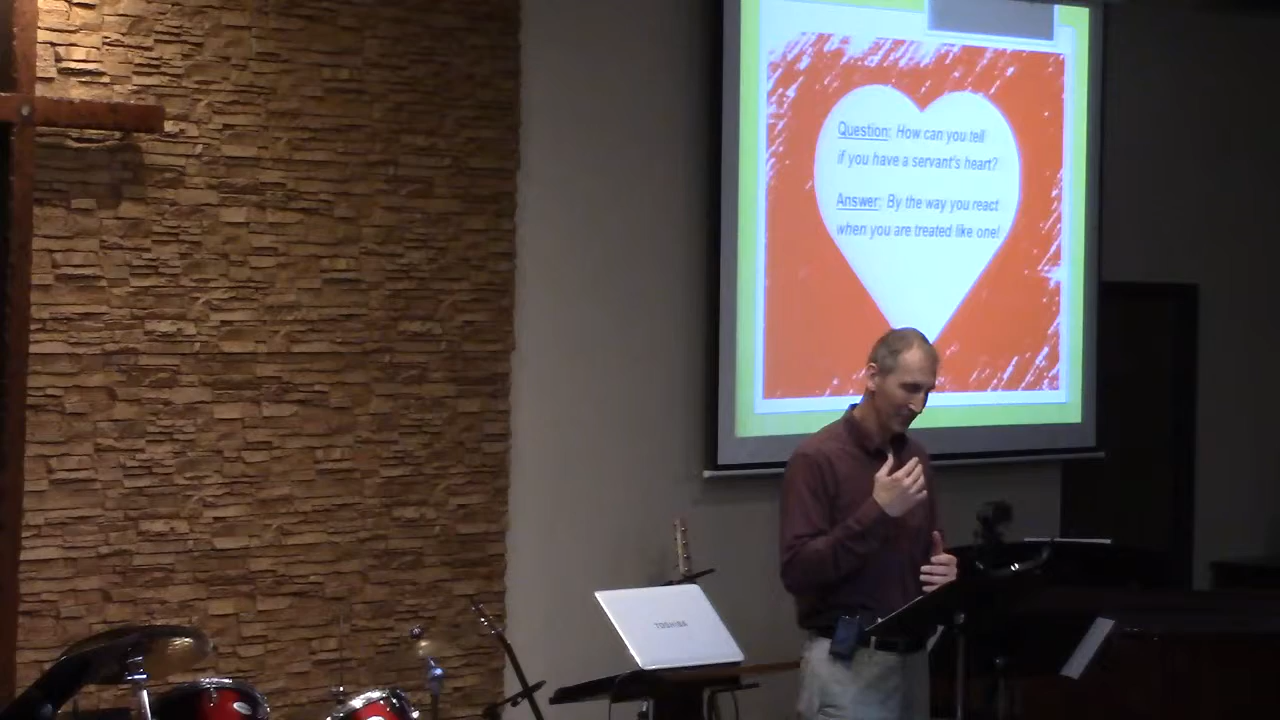 Question: How can you tell
if you have a servant's heart?
Answer: By the way you react
when you are treated like one!
TOSHIBA